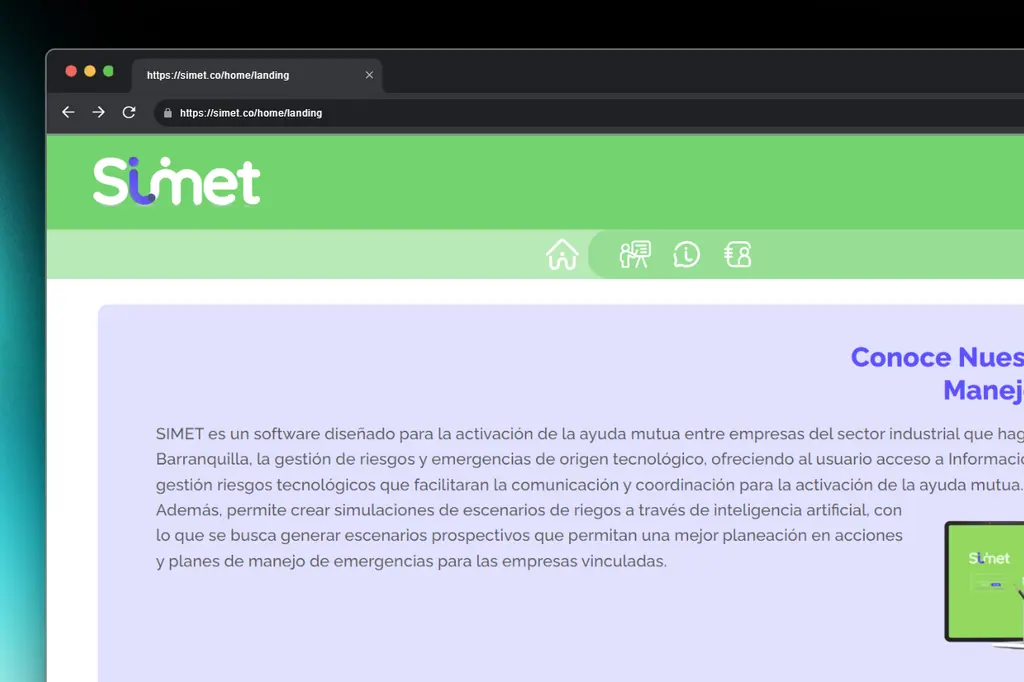 https://simet.co/home/landing
https://simet.co/home/landing
Simet
Conoce
Manej
SIMET es un software diseñado para la activación de la ayuda mutua entre empresas del sector industrial que
Barranquilla, la gestión de riesgos y emergencias de origen tecnológico, ofreciendo al usuario acceso a
gestión riesgos tecnológicos que facilitaran la comunicación y coordinación para la activación de la ayuda mutua.
Además, permite crear simulaciones de escenarios de riegos a través de inteligencia artificial, con
lo que se busca generar escenarios prospectivos que permitan una mejor planeación en acciones
y planes de manejo de emergencias para las empresas vinculadas.
Simet